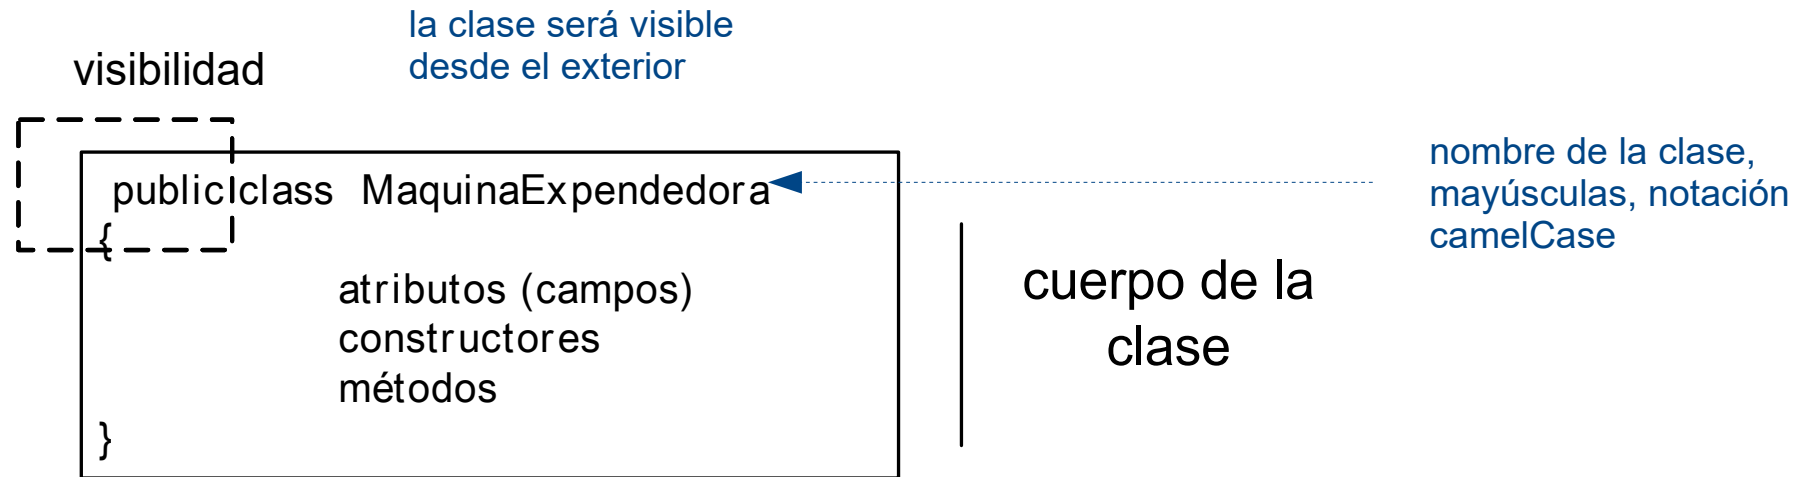 la clase será visible
desde el exterior
visibilidad
public class MaquinaExpendedora
{
atributos (campos)
constructores
métodos
}
nombre de la clase,
mayúsculas, notación
camelCase
cuerpo de la
clase